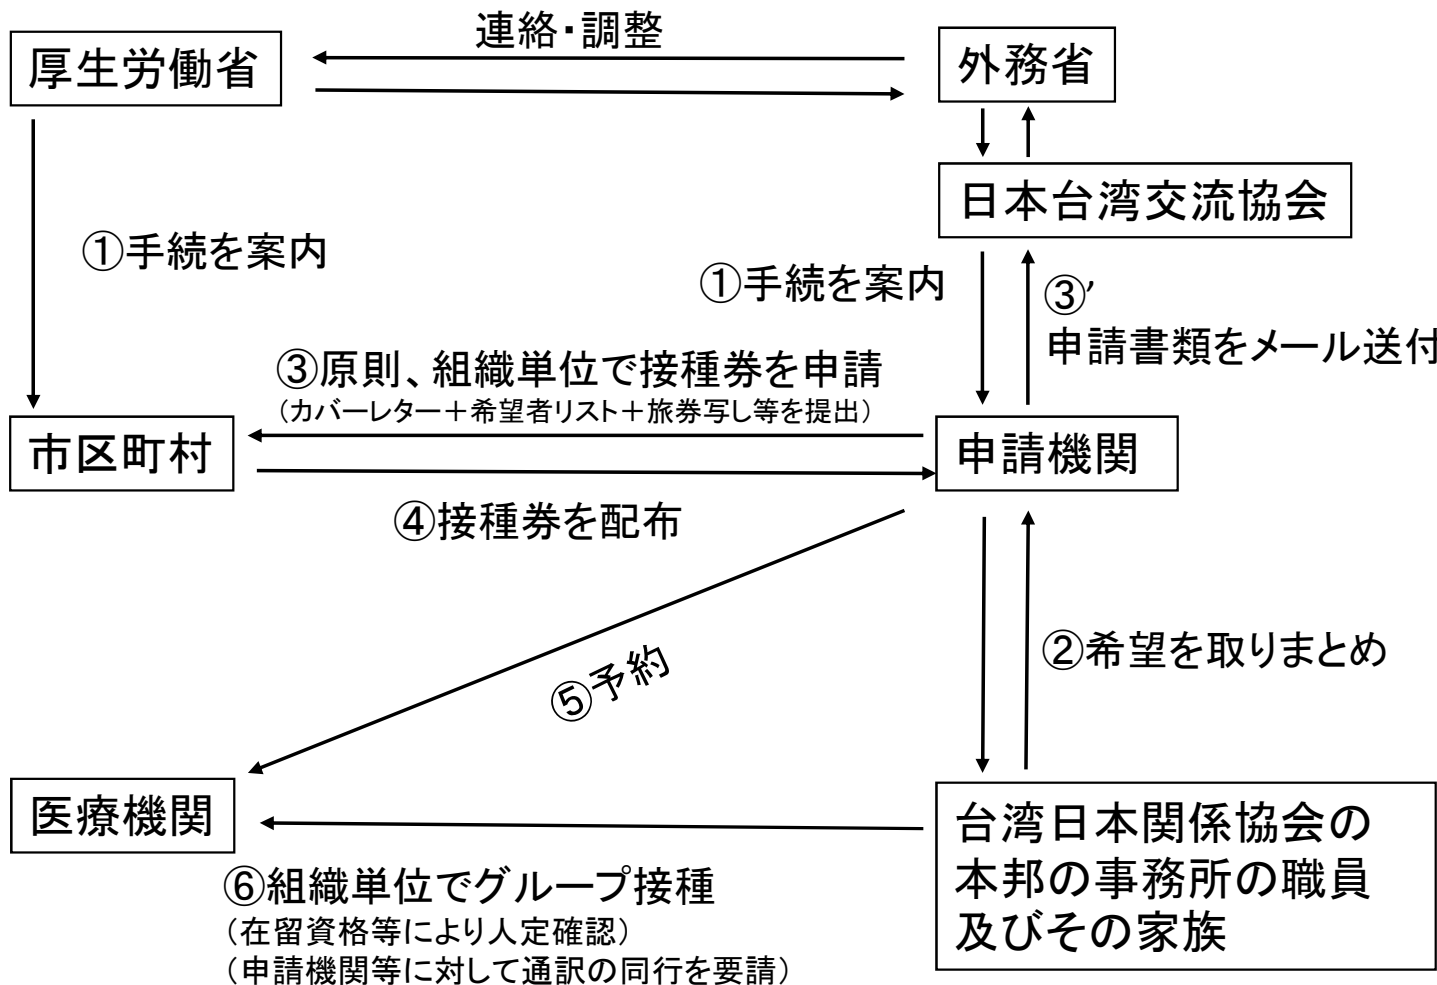 連絡・調整
厚生労働省
外務省
日本台湾交流協会
①手続を案内
①手続を案内
③’
申請書類をメール送付
③原則、組織単位で接種券を申請
（カバーレター＋希望者リスト＋旅券写し等を提出）
市区町村
申請機関
④接種券を配布
②希望を取りまとめ
⑤予約
医療機関
台湾日本関係協会の
本邦の事務所の職員
及びその家族
⑥組織単位でグループ接種
（在留資格等により人定確認）
（申請機関等に対して通訳の同行を要請）